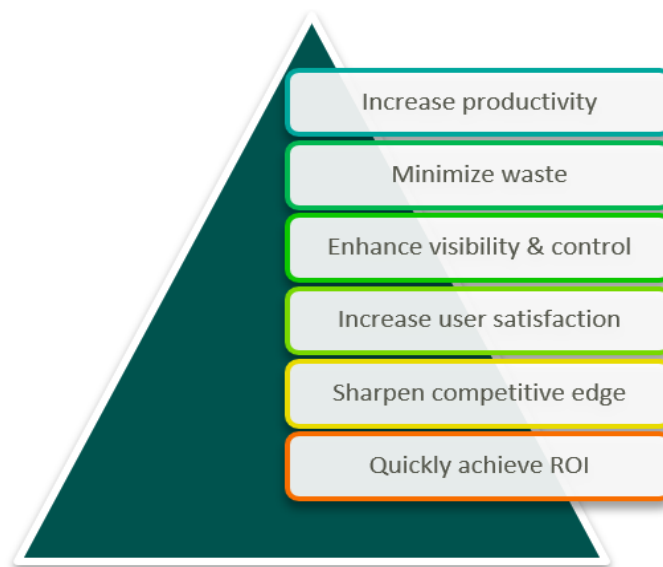 Increase productivity
Minimize waste
Enhance visibility & control
Increase user satisfaction
Sharpen competitive edge
Quickly achieve ROI